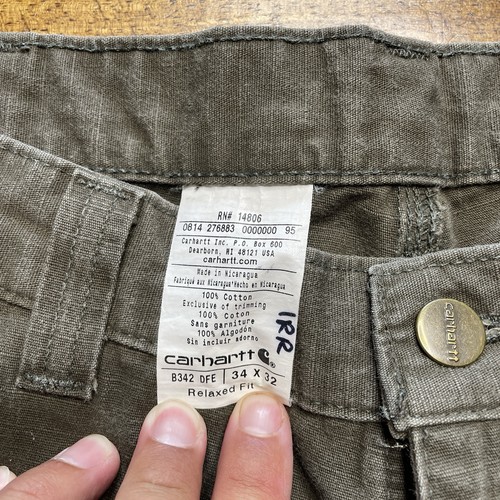 RN# 14806
0814 276883 0000000 95
Carhartt Inc. P.O. Box 600
Dearborn, MI 48121 USA
carhartt.com
Made in Nicaragua
Fabriqué aux Nicaragua*Hecho en Nicaragua
100% Cotton
Exclusive of trimming
100% Coton
Sans garniture
100% Algodón
Sin incluir adorno
IRR
carhartt
B342 DFE 34 X 32
Relaxed Fit
carhartt